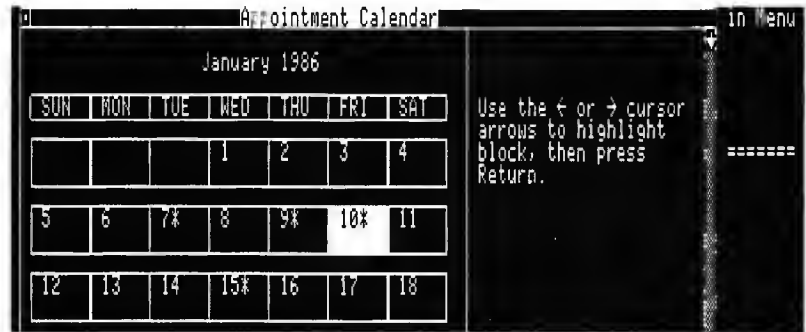 Appointment Calendar
in Menu
January 1986
SUN MON TUE WED THU FRI SAT
1 2 3 4
5 6 7* 8 9* 10* 11
12 13 14 15* 16 17 18
Use the ← or → cursor
arrows to highlight
block, then press
Return.
=======